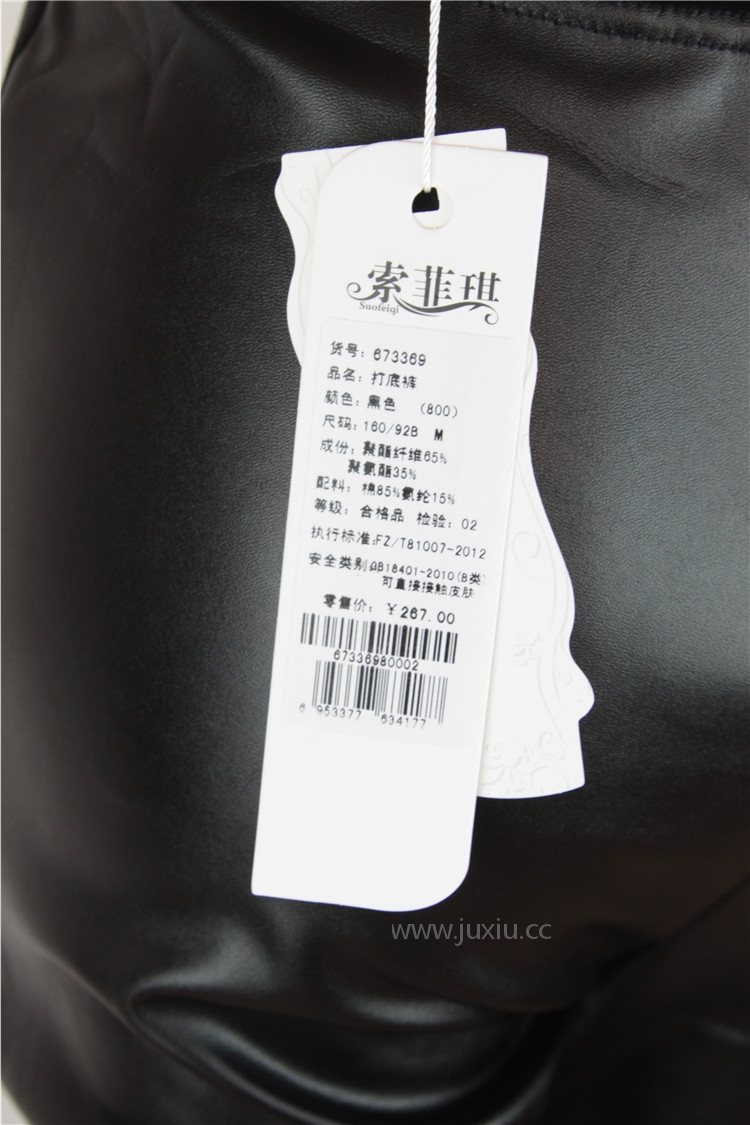 索菲琪
Suofeiqi
货号: 673369
品名: 打底裤
颜色: 黑色 (800)
尺码: 160/92B M
成份: 聚酯纤维65%
聚氨酯35%
配料: 棉85%氨纶15%
等级: 合格品 检验: 02
执行标准:FZ/T81007-2012
安全类别:GB18401-2010(B类)
可直接接触皮肤
零售价: ¥267.00
67336980002
6 953377 634177
www.juxiu.cc